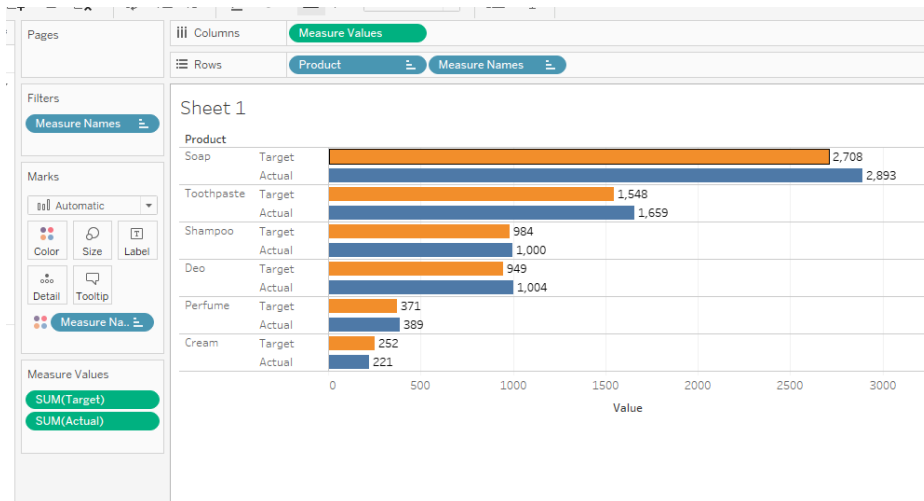 Pages
Columns
Measure Values
Rows
Product
Measure Names
Filters
Measure Names
Marks
Automatic
Color
Size
Label
Detail
Tooltip
Measure Na..
Measure Values
SUM(Target)
SUM(Actual)
Sheet 1
Product
Soap Target 2,708
Actual 2,893
Toothpaste Target 1,548
Actual 1,659
Shampoo Target 984
Actual 1,000
Deo Target 949
Actual 1,004
Perfume Target 371
Actual 389
Cream Target 252
Actual 221
0 500 1000 1500 2000 2500 3000
Value